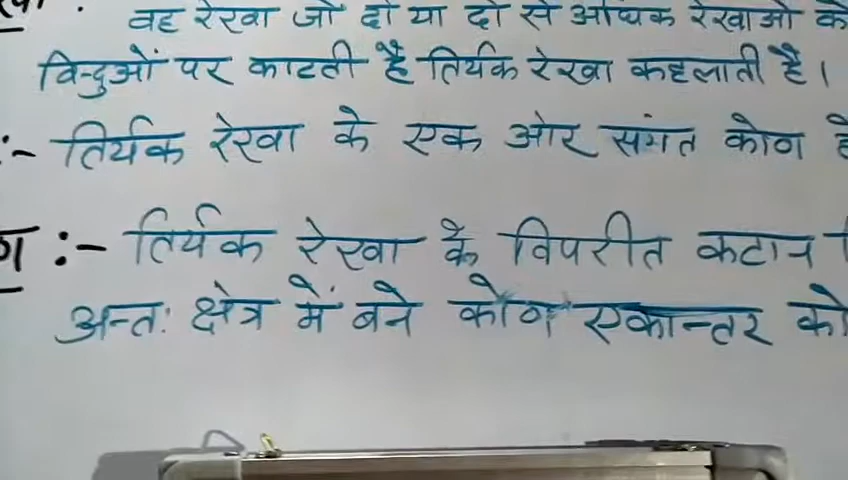 वह रेखा जो दो या दो से अधिक रेखाओं को
विन्दुओं पर काटती है तिर्यक रेखा कहलाती है।
:- तिर्यक रेखा के एक ओर संगत कोण है
:- तिर्यक रेखा के विपरीत कटान
अन्तः क्षेत्र में बने कोण एकान्तर को